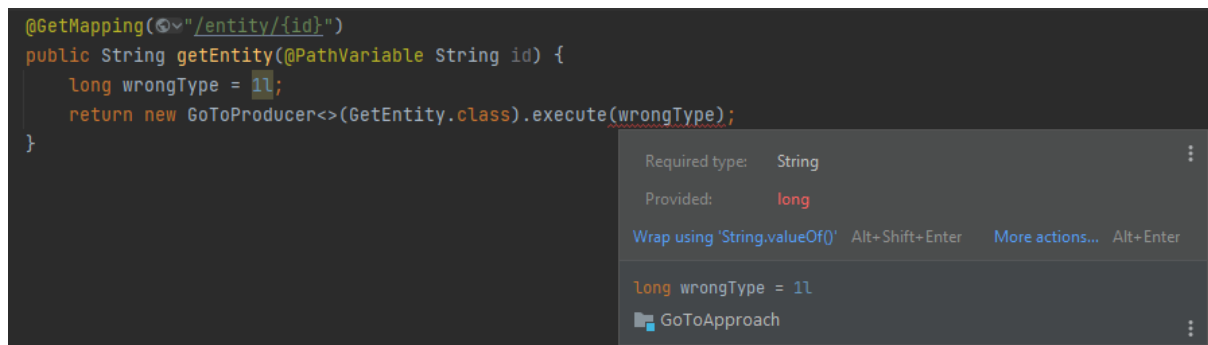 @GetMapping("/entity/{id}")
public String getEntity(@PathVariable String id) {
long wrongType = 1l;
return new GoToProducer<>(GetEntity.class).execute(wrongType);
}
Required type: String
Provided: long
Wrap using 'String.valueOf()' Alt+Shift+Enter More actions... Alt+Enter
long wrongType = 1l
GoToApproach